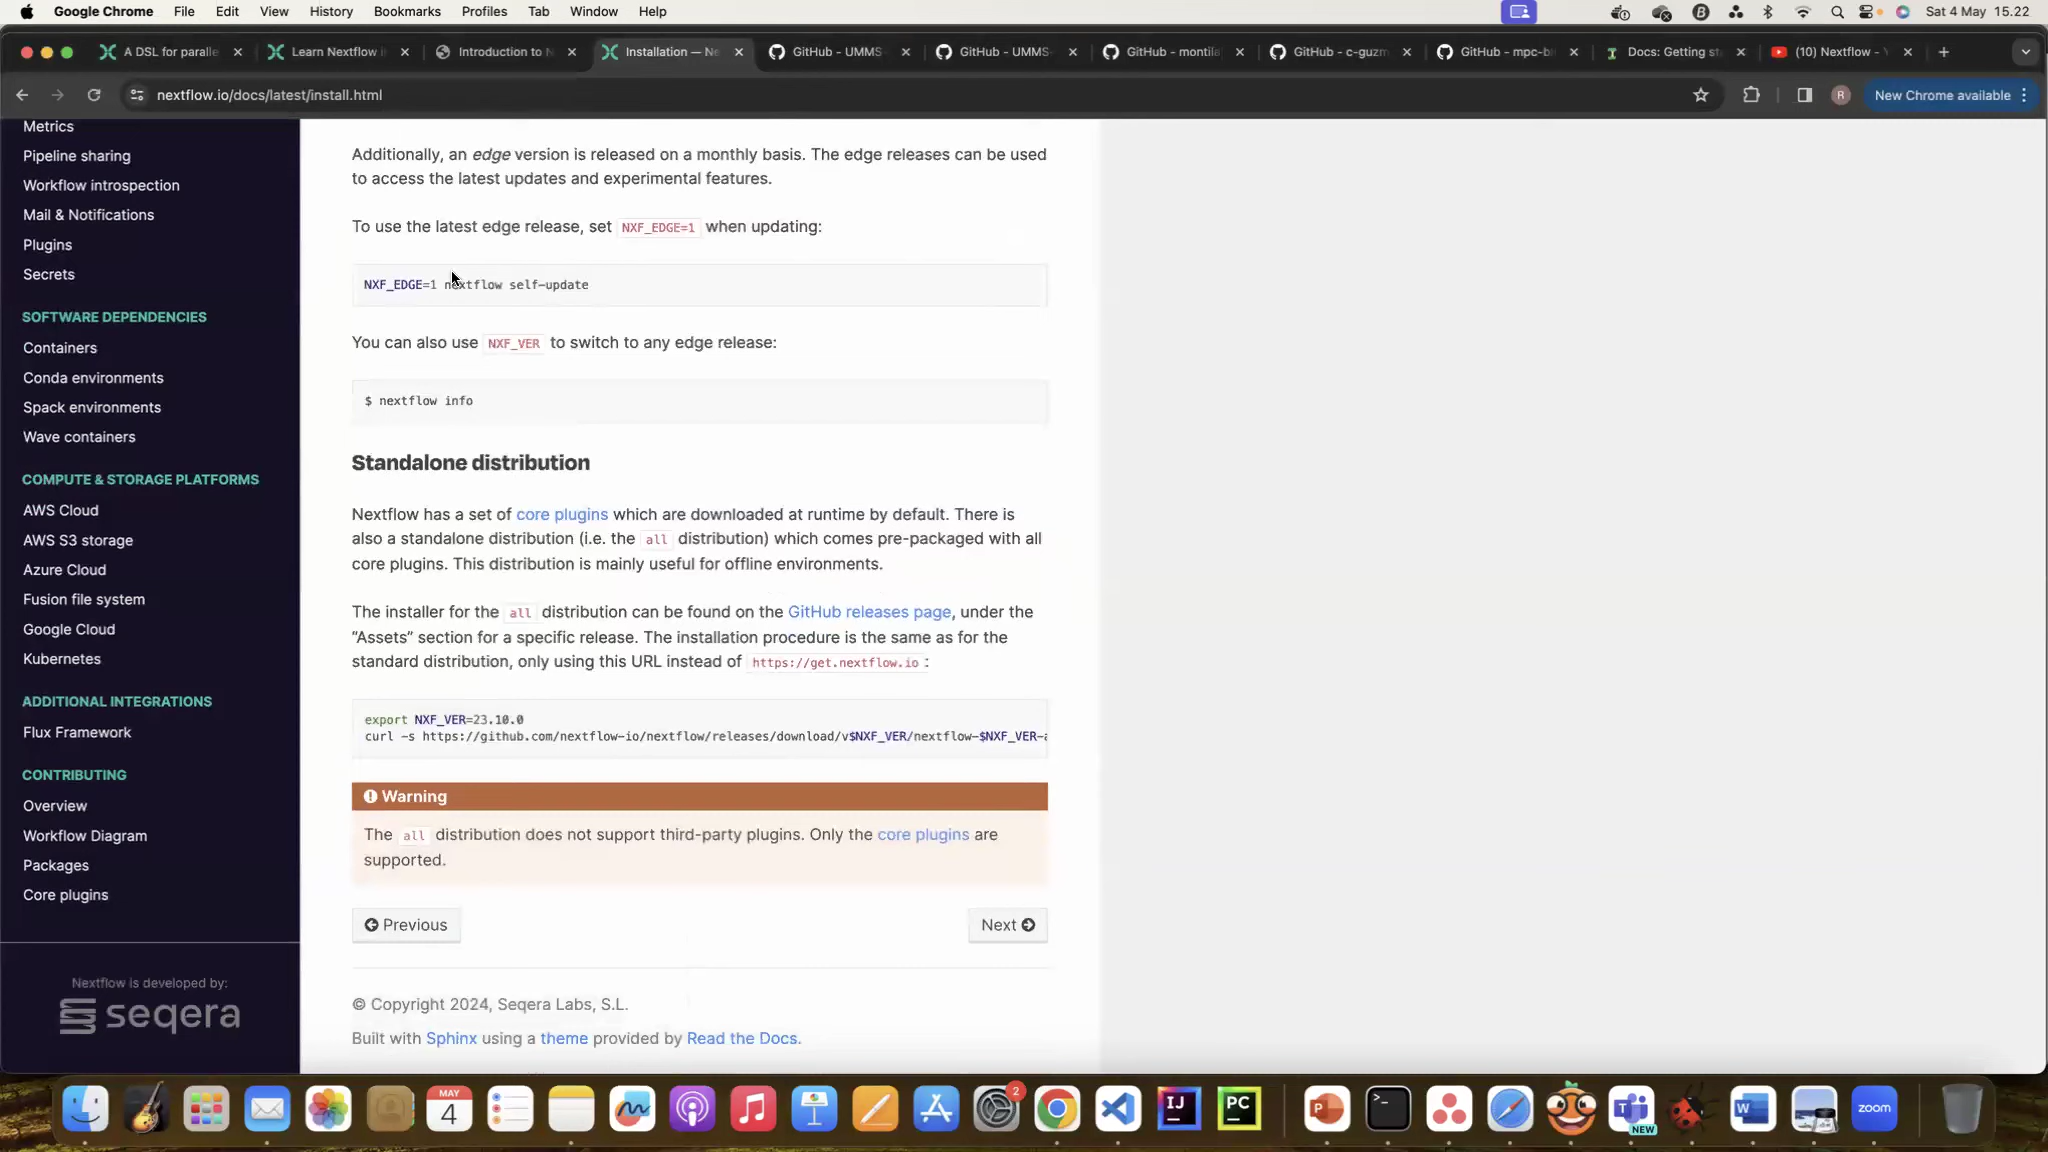 Google Chrome File Edit View History Bookmarks Profiles Tab Window Help Sat 4 May 15.22
A DSL for paralle Learn Nextflow i Introduction to N Installation — Ne GitHub - UMMS GitHub - UMMS- GitHub - montila GitHub - c-guzm GitHub - mpc-bi Docs: Getting st (10) Nextflow -
nextflow.io/docs/latest/install.html New Chrome available
R
Metrics
Pipeline sharing
Workflow introspection
Mail & Notifications
Plugins
Secrets
SOFTWARE DEPENDENCIES
Containers
Conda environments
Spack environments
Wave containers
COMPUTE & STORAGE PLATFORMS
AWS Cloud
AWS S3 storage
Azure Cloud
Fusion file system
Google Cloud
Kubernetes
ADDITIONAL INTEGRATIONS
Flux Framework
CONTRIBUTING
Overview
Workflow Diagram
Packages
Core plugins
Nextflow is developed by:
seqera
Additionally, an edge version is released on a monthly basis. The edge releases can be used
to access the latest updates and experimental features.
To use the latest edge release, set NXF_EDGE=1 when updating:
NXF_EDGE=1 nextflow self-update
You can also use NXF_VER to switch to any edge release:
$ nextflow info
Standalone distribution
Nextflow has a set of core plugins which are downloaded at runtime by default. There is
also a standalone distribution (i.e. the all distribution) which comes pre-packaged with all
core plugins. This distribution is mainly useful for offline environments.
The installer for the all distribution can be found on the GitHub releases page, under the
“Assets” section for a specific release. The installation procedure is the same as for the
standard distribution, only using this URL instead of https://get.nextflow.io :
export NXF_VER=23.10.0
curl -s https://github.com/nextflow-io/nextflow/releases/download/v$NXF_VER/nextflow-$NXF_VER-a
Warning
The all distribution does not support third-party plugins. Only the core plugins are
supported.
Previous
Next
© Copyright 2024, Seqera Labs, S.L.
Built with Sphinx using a theme provided by Read the Docs.
MAY
4
2
IJ
PC
P
>_
T
NEW
W
zoom